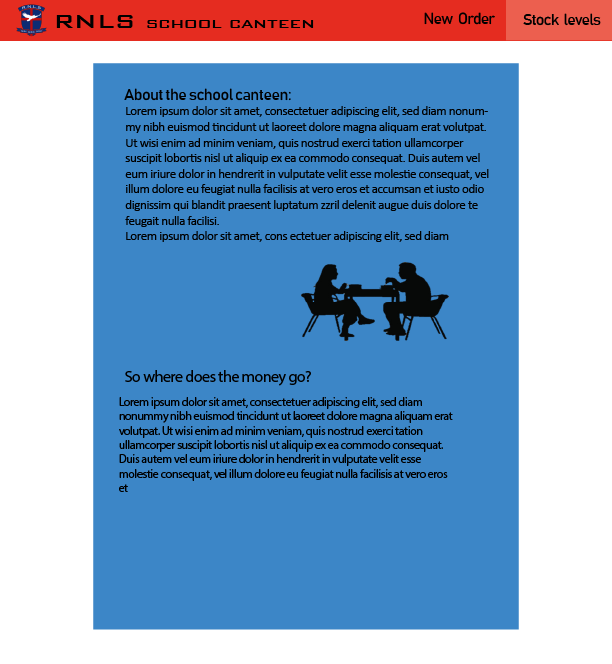 RNLS
RNLS SCHOOL CANTEEN
New Order
Stock levels
About the school canteen:
Lorem ipsum dolor sit amet, consectetuer adipiscing elit, sed diam nonum-
my nibh euismod tincidunt ut laoreet dolore magna aliquam erat volutpat.
Ut wisi enim ad minim veniam, quis nostrud exerci tation ullamcorper
suscipit lobortis nisl ut aliquip ex ea commodo consequat. Duis autem vel
eum iriure dolor in hendrerit in vulputate velit esse molestie consequat, vel
illum dolore eu feugiat nulla facilisis at vero eros et accumsan et iusto odio
dignissim qui blandit praesent luptatum zzril delenit augue duis dolore te
feugait nulla facilisi.
Lorem ipsum dolor sit amet, cons ectetuer adipiscing elit, sed diam
So where does the money go?
Lorem ipsum dolor sit amet, consectetuer adipiscing elit, sed diam
nonummy nibh euismod tincidunt ut laoreet dolore magna aliquam erat
volutpat. Ut wisi enim ad minim veniam, quis nostrud exerci tation
ullamcorper suscipit lobortis nisl ut aliquip ex ea commodo consequat.
Duis autem vel eum iriure dolor in hendrerit in vulputate velit esse
molestie consequat, vel illum dolore eu feugiat nulla facilisis at vero eros
et